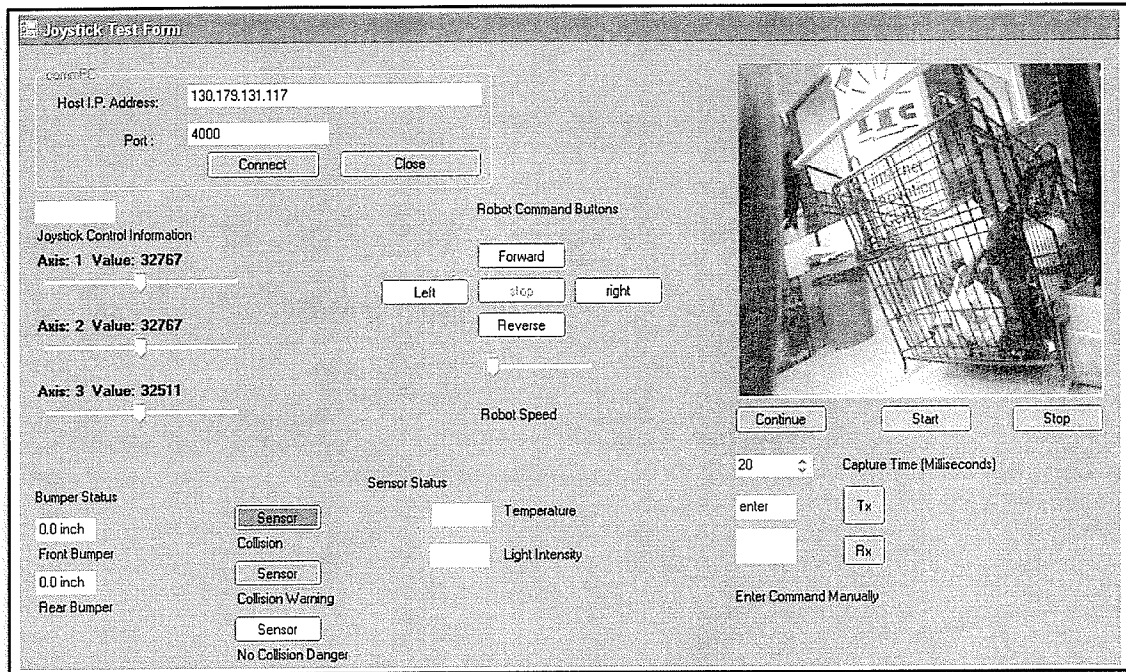 Joystick Test Form
Host I.P. Address:
130.179.131.117
Port :
4000
Connect
Close
Joystick Control Information
Axis: 1 Value: 32767
Axis: 2 Value: 32767
Axis: 3 Value: 32511
Robot Command Buttons
Forward
Left
stop
right
Reverse
Robot Speed
Continue
Start
Stop
20
Capture Time (Milliseconds)
enter
Tx
Rx
Enter Command Manually
Sensor Status
Temperature
Light Intensity
Bumper Status
0.0 inch
Front Bumper
0.0 inch
Rear Bumper
Sensor
Collision
Sensor
Collision Warning
Sensor
No Collision Danger